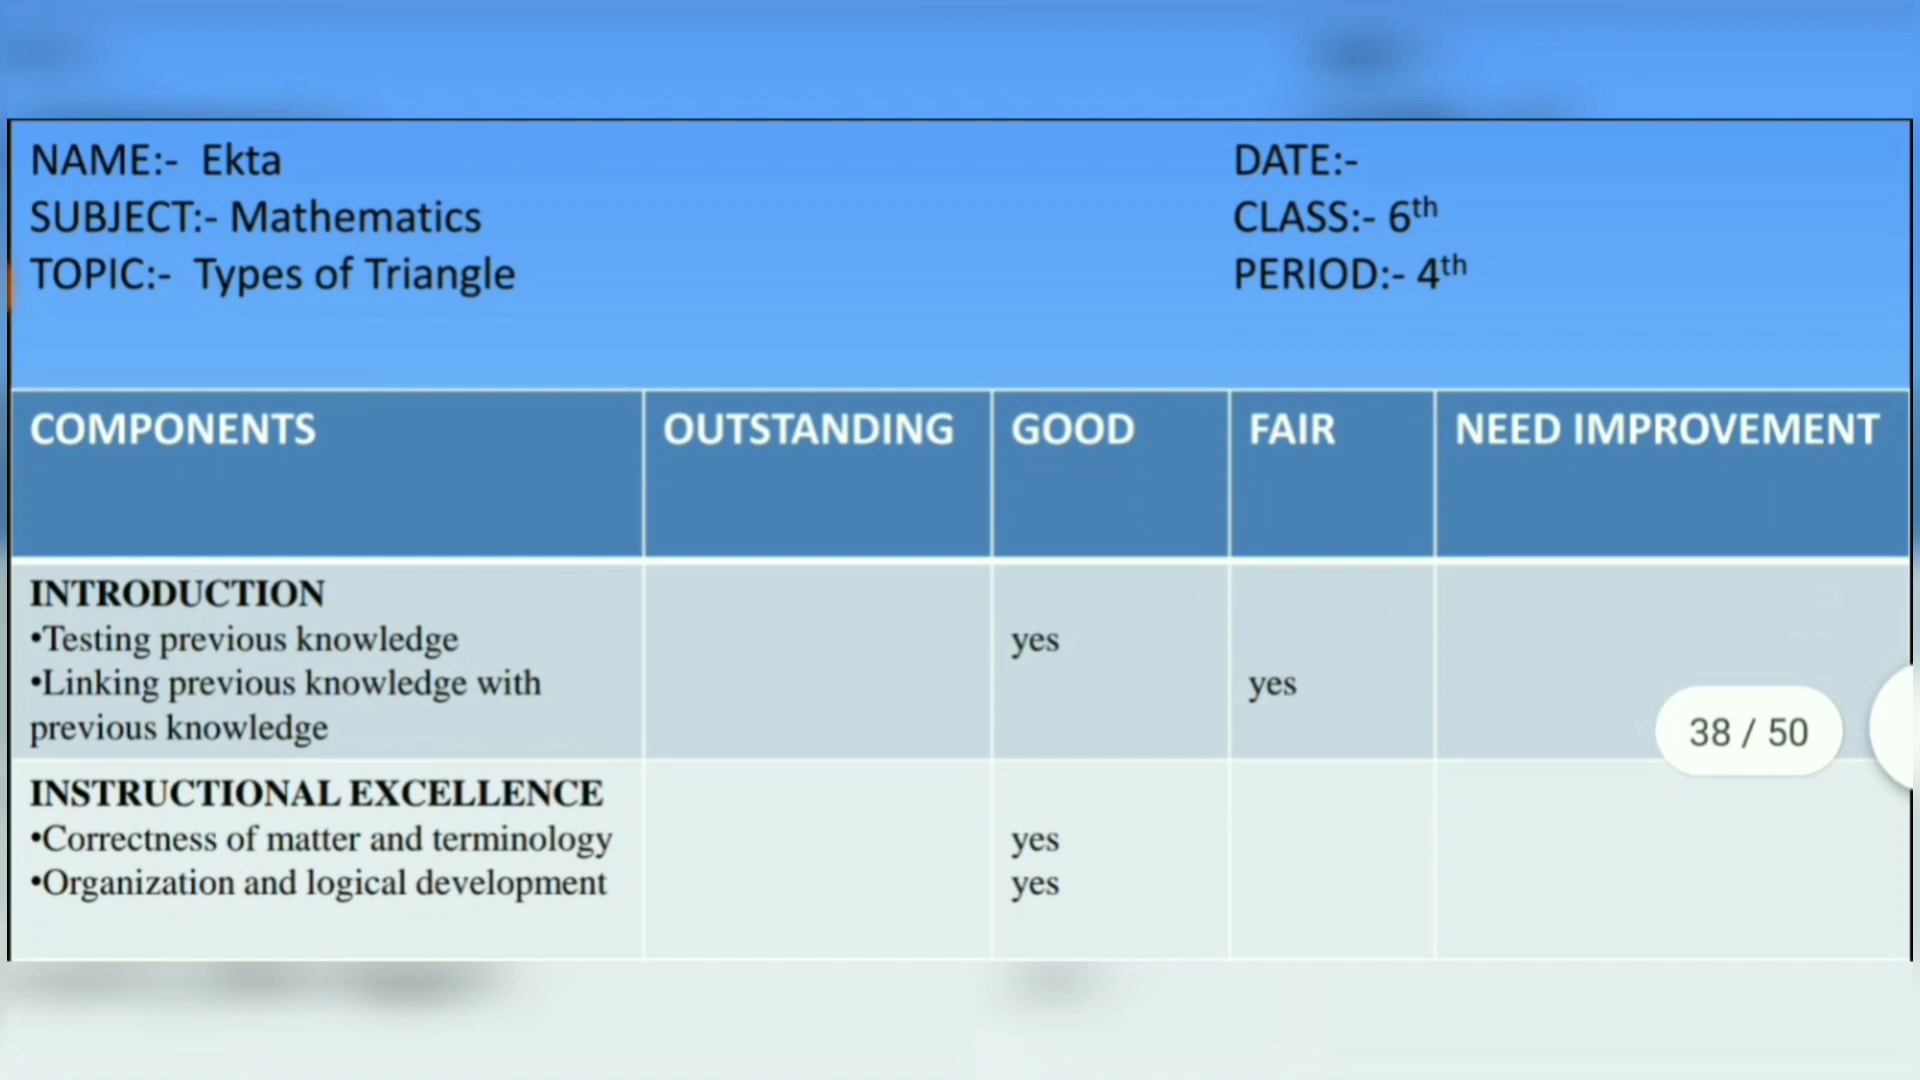 NAME:- Ekta
SUBJECT:- Mathematics
TOPIC:- Types of Triangle
DATE:-
CLASS:- 6th
PERIOD:- 4th
COMPONENTS OUTSTANDING GOOD FAIR NEED IMPROVEMENT
INTRODUCTION
•Testing previous knowledge yes
•Linking previous knowledge with yes
previous knowledge
38 / 50
INSTRUCTIONAL EXCELLENCE
•Correctness of matter and terminology yes
•Organization and logical development yes